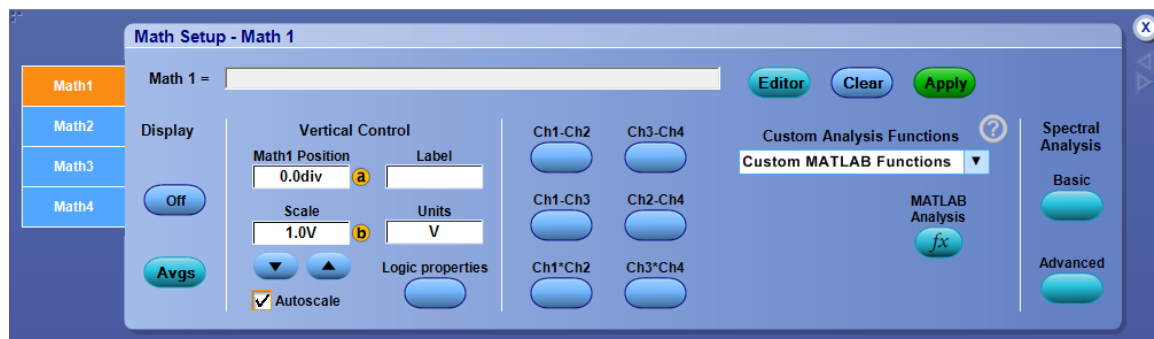 Math Setup - Math 1
X
Math1
Math2
Math3
Math4
Math 1 =
Editor
Clear
Apply
Display
Off
Avgs
Vertical Control
Math1 Position
Label
0.0div
a
Scale
Units
1.0V
b
V
Logic properties
Autoscale
Ch1-Ch2
Ch3-Ch4
Ch1-Ch3
Ch2-Ch4
Ch1*Ch2
Ch3*Ch4
Custom Analysis Functions
?
Custom MATLAB Functions
MATLAB
Analysis
fx
Spectral
Analysis
Basic
Advanced